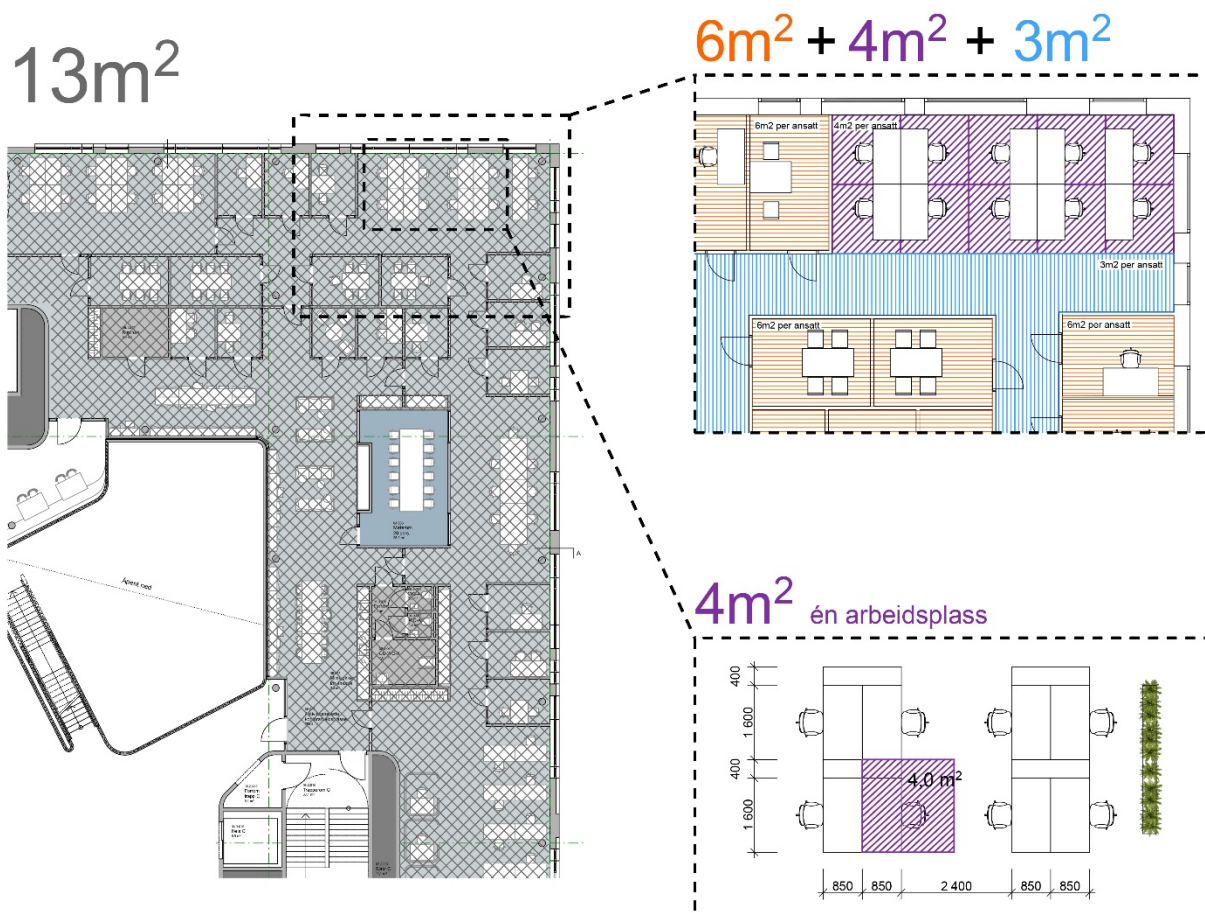 13m²
6m² + 4m² + 3m²
6m2 per ansatt
4m2 per ansatt
3m2 per ansatt
6m2 per ansatt
6m2 per ansatt
Åpent ned
A
4m² én arbeidsplass
400
1 600
400
1 600
4,0 m²
850
850
2 400
850
850